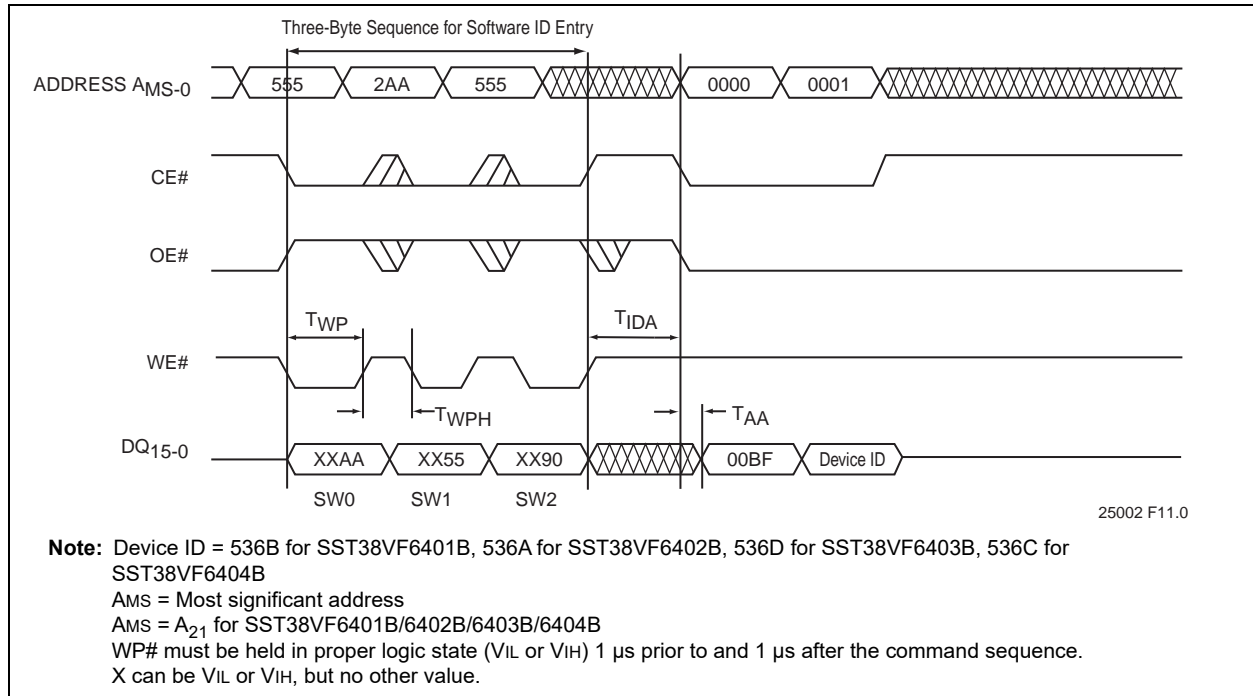 Three-Byte Sequence for Software ID Entry
ADDRESS AMS-0 555 2AA 555 0000 0001
CE#
OE#
TWP TIDA
WE#
TWPH TAA
DQ15-0 XXAA XX55 XX90 00BF Device ID
SW0 SW1 SW2
25002 F11.0
Note: Device ID = 536B for SST38VF6401B, 536A for SST38VF6402B, 536D for SST38VF6403B, 536C for
SST38VF6404B
AMS = Most significant address
AMS = A21 for SST38VF6401B/6402B/6403B/6404B
WP# must be held in proper logic state (VIL or VIH) 1 µs prior to and 1 µs after the command sequence.
X can be VIL or VIH, but no other value.